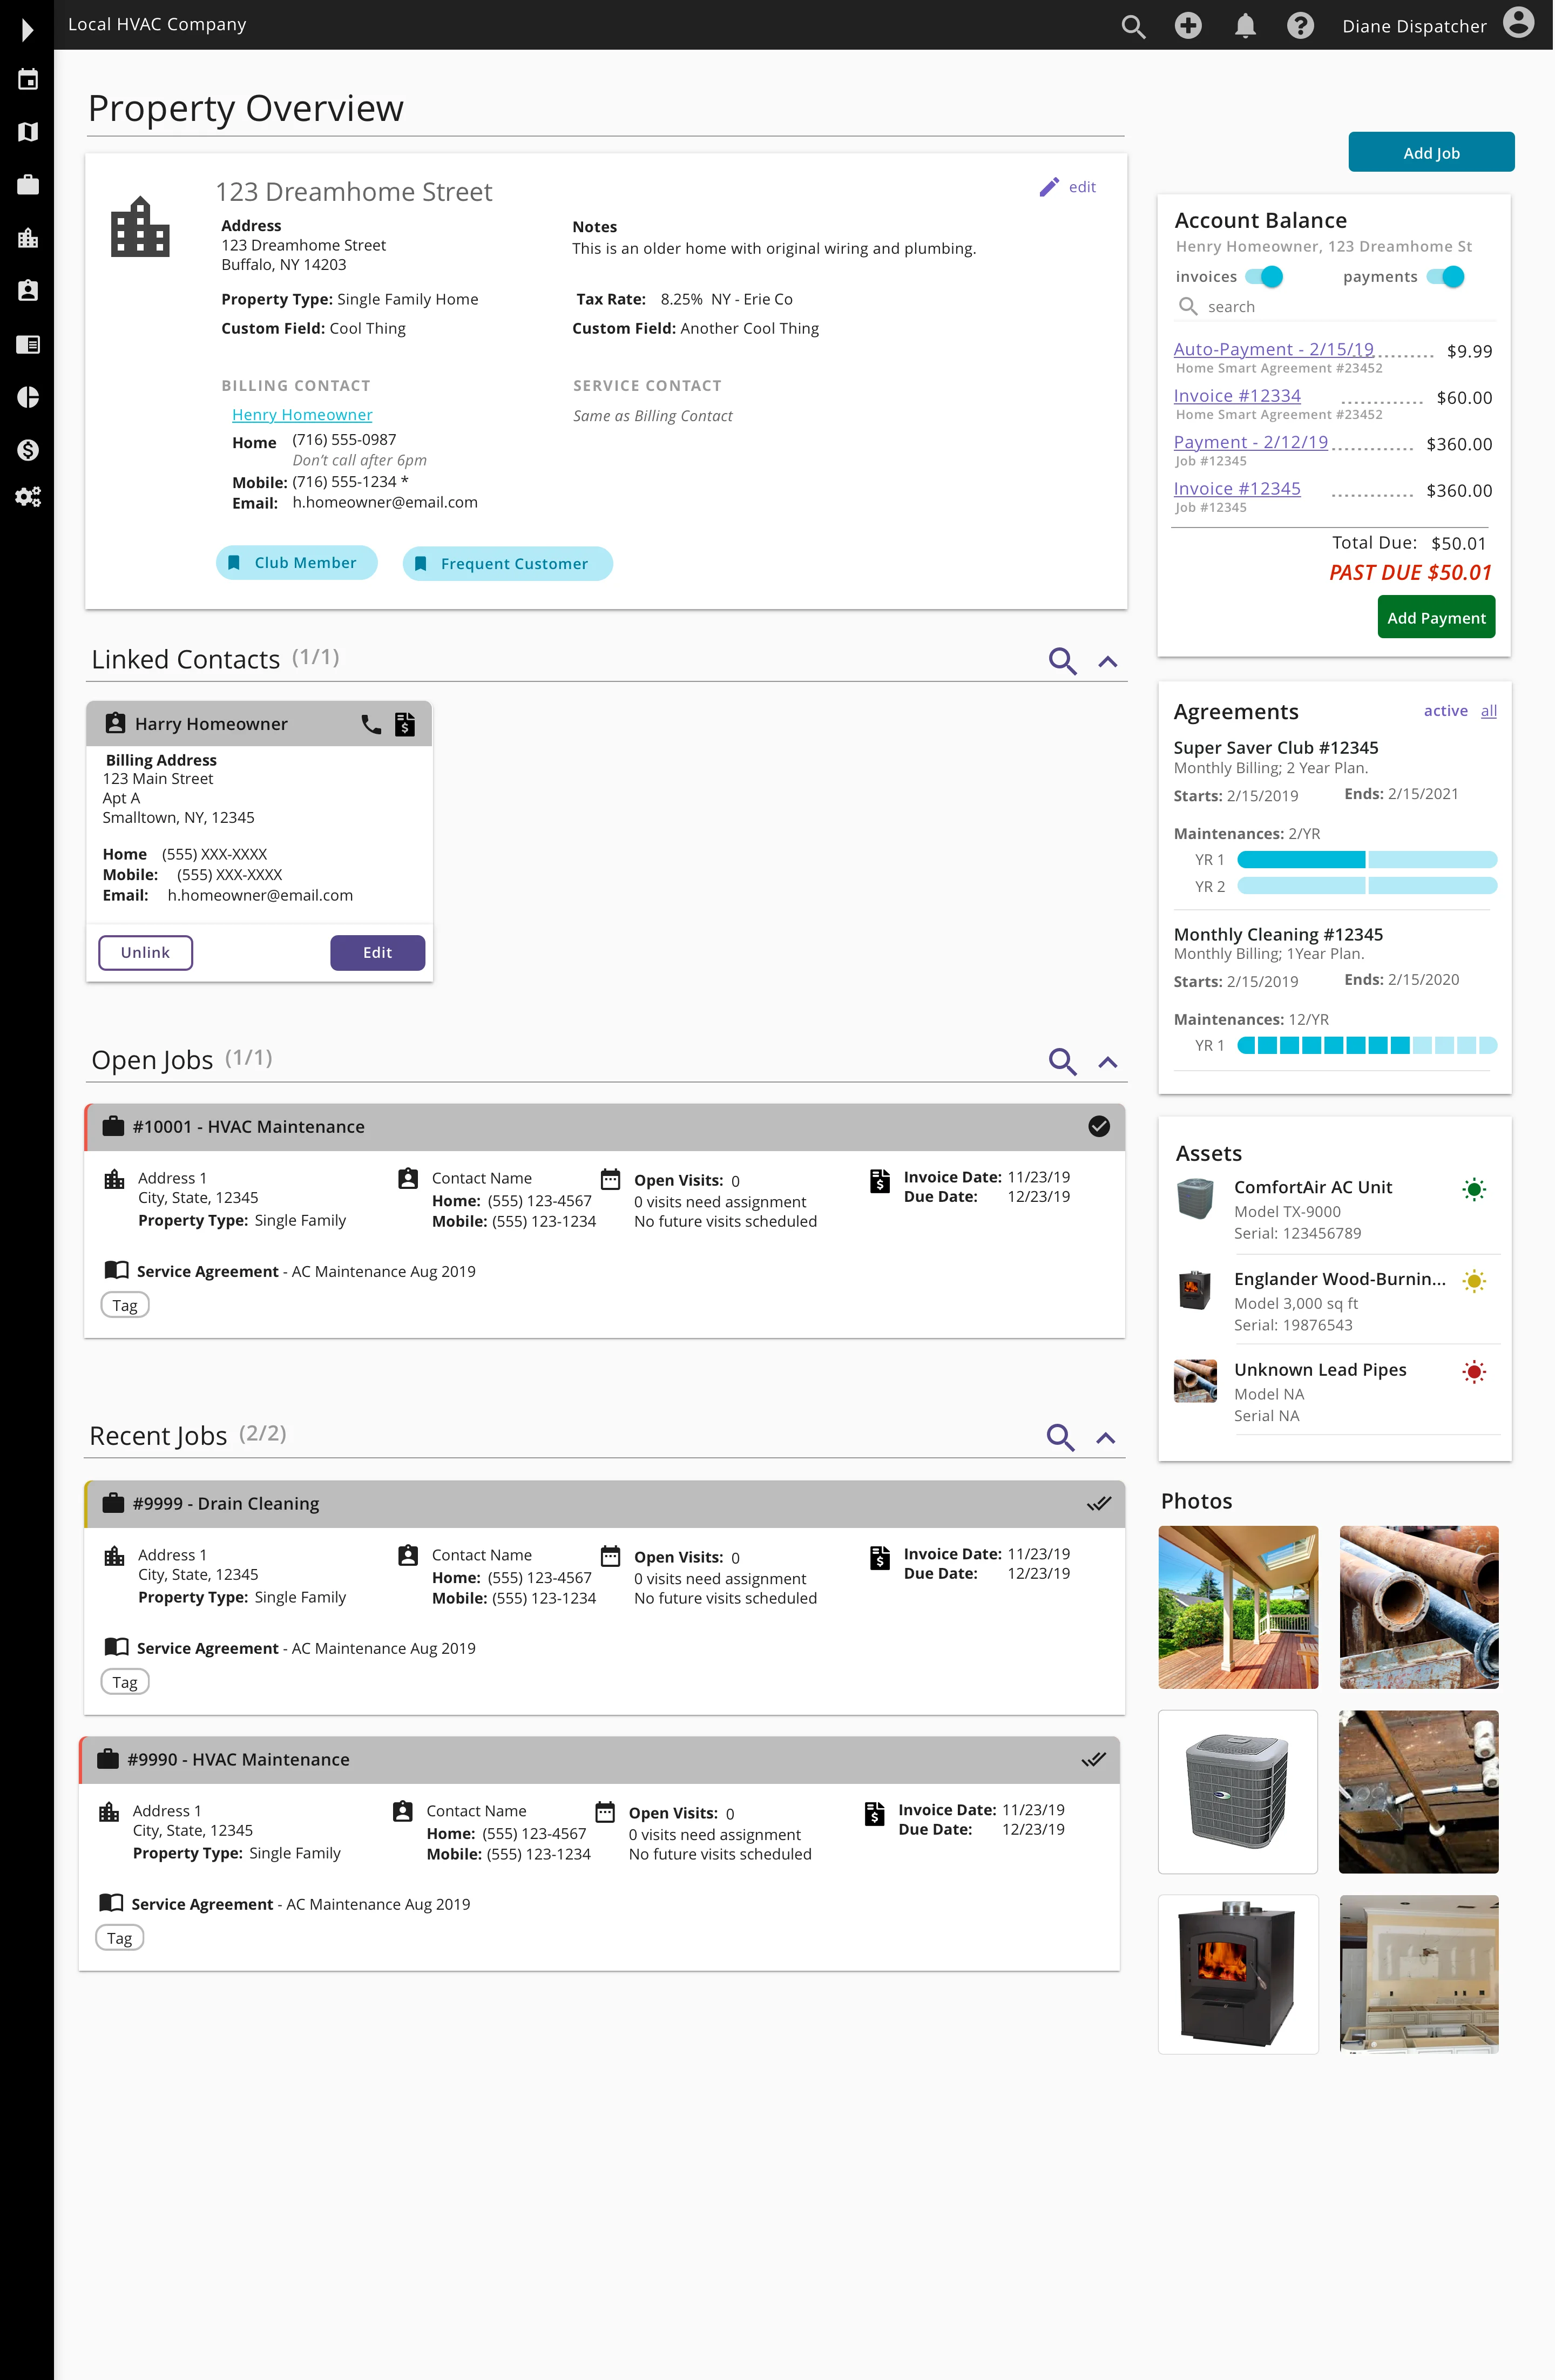 Local HVAC Company
Diane Dispatcher
Property Overview
Add Job
123 Dreamhome Street
edit
Address
123 Dreamhome Street
Buffalo, NY 14203
Notes
This is an older home with original wiring and plumbing.
Property Type: Single Family Home
Tax Rate: 8.25% NY - Erie Co
Custom Field: Cool Thing
Custom Field: Another Cool Thing
BILLING CONTACT
Henry Homeowner
Home (716) 555-0987
Don't call after 6pm
Mobile: (716) 555-1234 *
Email: h.homeowner@email.com
SERVICE CONTACT
Same as Billing Contact
Club Member
Frequent Customer
Account Balance
Henry Homeowner, 123 Dreamhome St
invoices
payments
search
Auto-Payment - 2/15/19 ............ $9.99
Home Smart Agreement #23452
Invoice #12334 ............. $60.00
Home Smart Agreement #23452
Payment - 2/12/19 ............. $360.00
Job #12345
Invoice #12345 ............. $360.00
Job #12345
Total Due: $50.01
PAST DUE $50.01
Add Payment
Linked Contacts (1/1)
Harry Homeowner
Billing Address
123 Main Street
Apt A
Smalltown, NY, 12345
Home (555) XXX-XXXX
Mobile: (555) XXX-XXXX
Email: h.homeowner@email.com
Unlink
Edit
Agreements
active all
Super Saver Club #12345
Monthly Billing; 2 Year Plan.
Starts: 2/15/2019 Ends: 2/15/2021
Maintenances: 2/YR
YR 1
YR 2
Monthly Cleaning #12345
Monthly Billing; 1Year Plan.
Starts: 2/15/2019 Ends: 2/15/2020
Maintenances: 12/YR
YR 1
Open Jobs (1/1)
#10001 - HVAC Maintenance
Address 1
City, State, 12345
Property Type: Single Family
Contact Name
Home: (555) 123-4567
Mobile: (555) 123-1234
Open Visits: 0
0 visits need assignment
No future visits scheduled
Invoice Date: 11/23/19
Due Date: 12/23/19
Service Agreement - AC Maintenance Aug 2019
Tag
Assets
ComfortAir AC Unit
Model TX-9000
Serial: 123456789
Englander Wood-Burnin...
Model 3,000 sq ft
Serial: 19876543
Unknown Lead Pipes
Model NA
Serial NA
Recent Jobs (2/2)
#9999 - Drain Cleaning
Address 1
City, State, 12345
Property Type: Single Family
Contact Name
Home: (555) 123-4567
Mobile: (555) 123-1234
Open Visits: 0
0 visits need assignment
No future visits scheduled
Invoice Date: 11/23/19
Due Date: 12/23/19
Service Agreement - AC Maintenance Aug 2019
Tag
#9990 - HVAC Maintenance
Address 1
City, State, 12345
Property Type: Single Family
Contact Name
Home: (555) 123-4567
Mobile: (555) 123-1234
Open Visits: 0
0 visits need assignment
No future visits scheduled
Invoice Date: 11/23/19
Due Date: 12/23/19
Service Agreement - AC Maintenance Aug 2019
Tag
Photos